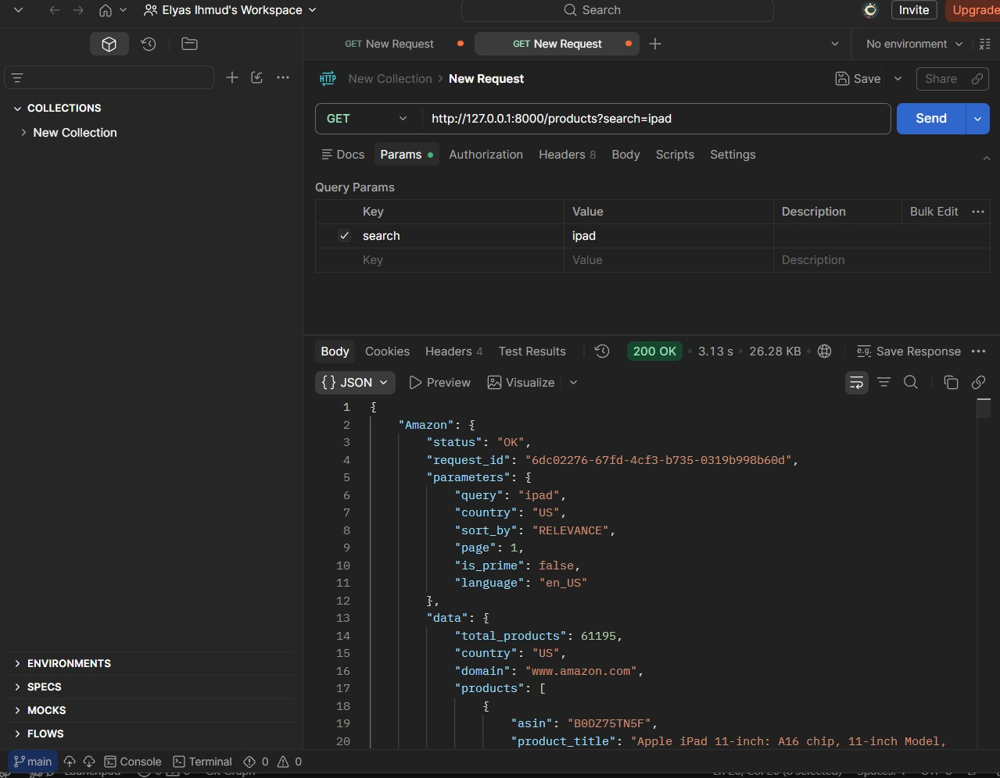 Elyas Ihmud's Workspace
Search
Invite
Upgrade
GET New Request
GET New Request
No environment
HTTP New Collection > New Request
Save
Share
COLLECTIONS
New Collection
GET
http://127.0.0.1:8000/products?search=ipad
Send
Docs Params Authorization Headers 8 Body Scripts Settings
Query Params
Key Value Description Bulk Edit
search ipad
Key Value Description
Body Cookies Headers 4 Test Results 200 OK 3.13 s 26.28 KB e.g. Save Response
{} JSON Preview Visualize
1 {
2 "Amazon": {
3 "status": "OK",
4 "request_id": "6dc02276-67fd-4cf3-b735-0319b998b60d",
5 "parameters": {
6 "query": "ipad",
7 "country": "US",
8 "sort_by": "RELEVANCE",
9 "page": 1,
10 "is_prime": false,
11 "language": "en_US"
12 },
13 "data": {
14 "total_products": 61195,
15 "country": "US",
16 "domain": "www.amazon.com",
17 "products": [
18 {
19 "asin": "B0DZ75TN5F",
20 "product_title": "Apple iPad 11-inch: A16 chip, 11-inch Model,
ENVIRONMENTS
SPECS
MOCKS
FLOWS
main Console Terminal 0 0